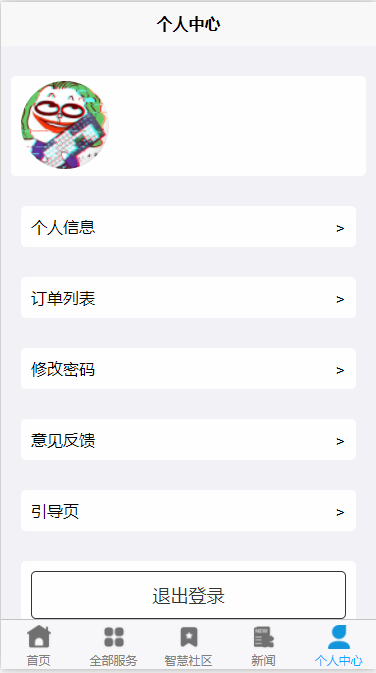 个人中心
个人信息 >
订单列表 >
修改密码 >
意见反馈 >
引导页 >
退出登录
首页 全部服务 智慧社区 新闻 个人中心